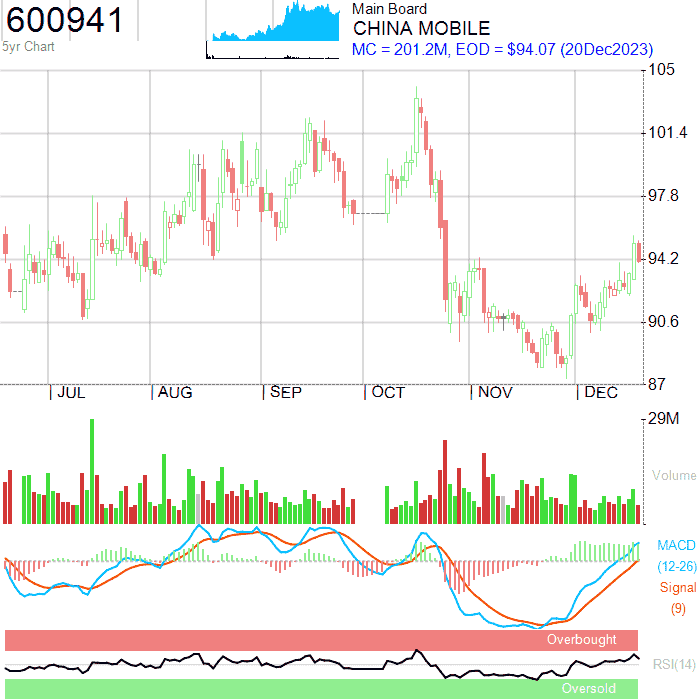 600941
5yr Chart
Main Board
CHINA MOBILE
MC = 201.2M, EOD = $94.07 (20Dec2023)
105
101.4
97.8
94.2
90.6
87
JUL AUG SEP OCT NOV DEC
29M
Volume
MACD
(12-26)
Signal
(9)
Overbought
RSI(14)
Oversold